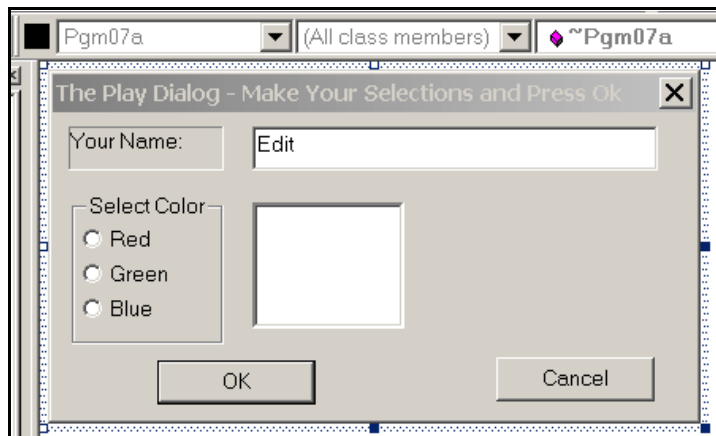 Pgm07a (All class members) ~Pgm07a
The Play Dialog - Make Your Selections and Press Ok
Your Name: Edit
Select Color
Red
Green
Blue
OK Cancel